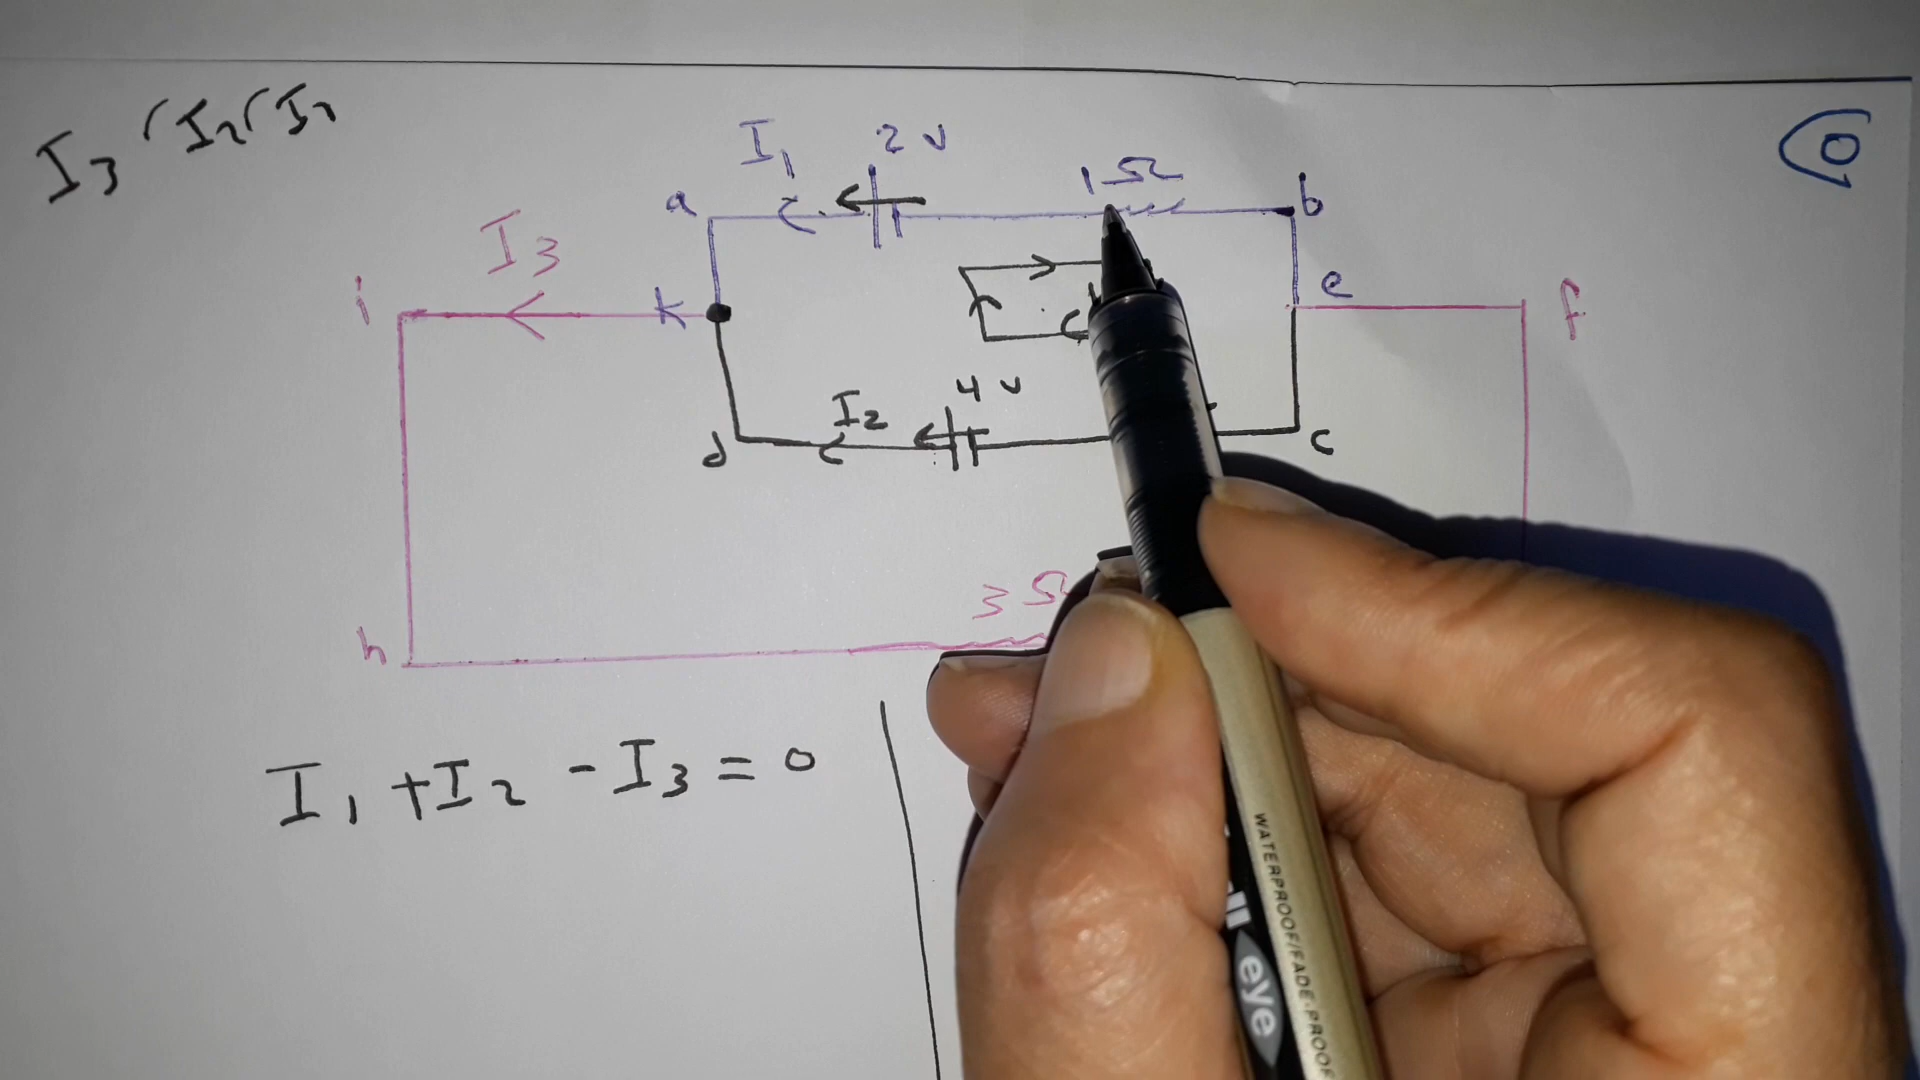 I3 ، I2 ، I1
I1 2 v 1 Ω
a b
I3
i k e f
I2 4 v
d c
3 Ω
h
I1 + I2 - I3 = 0
eye
WATERPROOF/FADE-PROOF